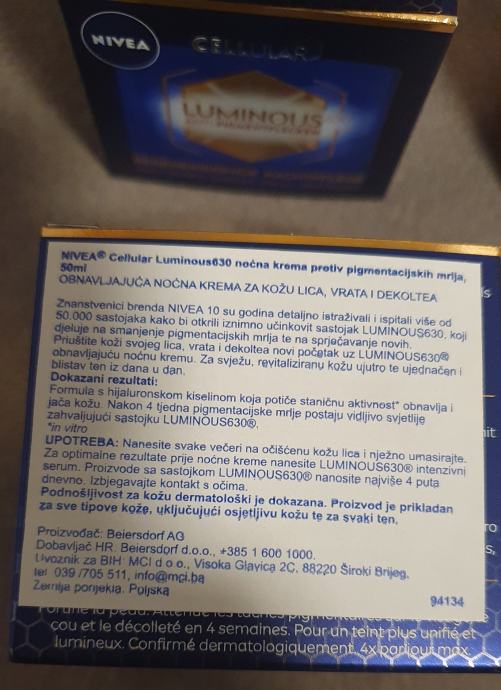 NIVEA
CELLULAR
LUMINOUS
NIVEA® Cellular Luminous630 noćna krema protiv pigmentacijskih mrlja,
50ml
OBNAVLJAJUĆA NOĆNA KREMA ZA KOŽU LICA, VRATA I DEKOLTEA
Znanstvenici brenda NIVEA 10 su godina detaljno istraživali i ispitali više od
50.000 sastojaka kako bi otkrili iznimno učinkovit sastojak LUMINOUS630, koji
djeluje na smanjenje pigmentacijskih mrlja te na sprječavanje novih.
Priuštite koži svojeg lica, vrata i dekoltea novi početak uz LUMINOUS630®
obnavljajuću noćnu kremu. Za svježu, revitaliziranu kožu ujutro te ujednačen i
blistav ten iz dana u dan.
Dokazani rezultati:
Formula s hijaluronskom kiselinom koja potiče staničnu aktivnost* obnavlja i
jača kožu. Nakon 4 tjedna pigmentacijske mrlje postaju vidljivo svjetlije
zahvaljujući sastojku LUMINOUS630®.
*in vitro
UPOTREBA: Nanesite svake večeri na očišćenu kožu lica i nježno umasirajte.
Za optimalne rezultate prije noćne kreme nanesite LUMINOUS630® intenzivni
serum. Proizvode sa sastojkom LUMINOUS630® nanosite najviše 4 puta
dnevno. Izbjegavajte kontakt s očima.
Podnošljivost za kožu dermatološki je dokazana. Proizvod je prikladan
za sve tipove kože, uključujući osjetljivu kožu te za svaki ten.
Proizvođač: Beiersdorf AG
Dobavljač HR: Beiersdorf d.o.o., +385 1 600 1000.
Uvoznik za BIH: MCI d o o., Visoka Glavica 2C, 88220 Široki Brijeg,
tel 039 /705 511, info@mci.ba
Zemlja porijekla. Poljska
94134
cou et le décolleté en 4 semaines. Pour un teint plus unifié et
lumineux. Confirmé dermatologiquement. 4x par jour max.